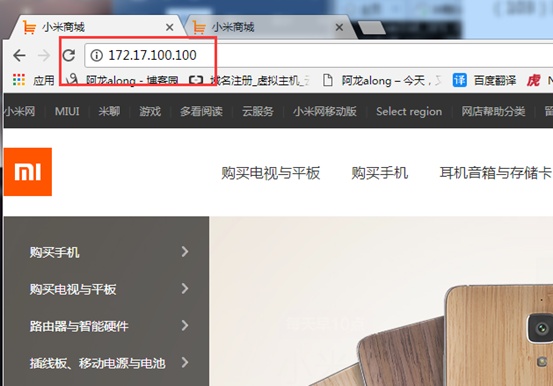 (103)
小米商城 小米商城
172.17.100.100
应用 阿龙along - 博客园 域名注册_虚拟主机_ 阿龙along – 今天, 百度翻译 N
小米网 MIUI 米聊 游戏 多看阅读 云服务 小米网移动版 Select region 网店帮助分类 留
mi 购买电视与平板 购买手机 耳机音箱与存储卡
购买手机
购买电视与平板
路由器与智能硬件
插线板、移动电源与电池